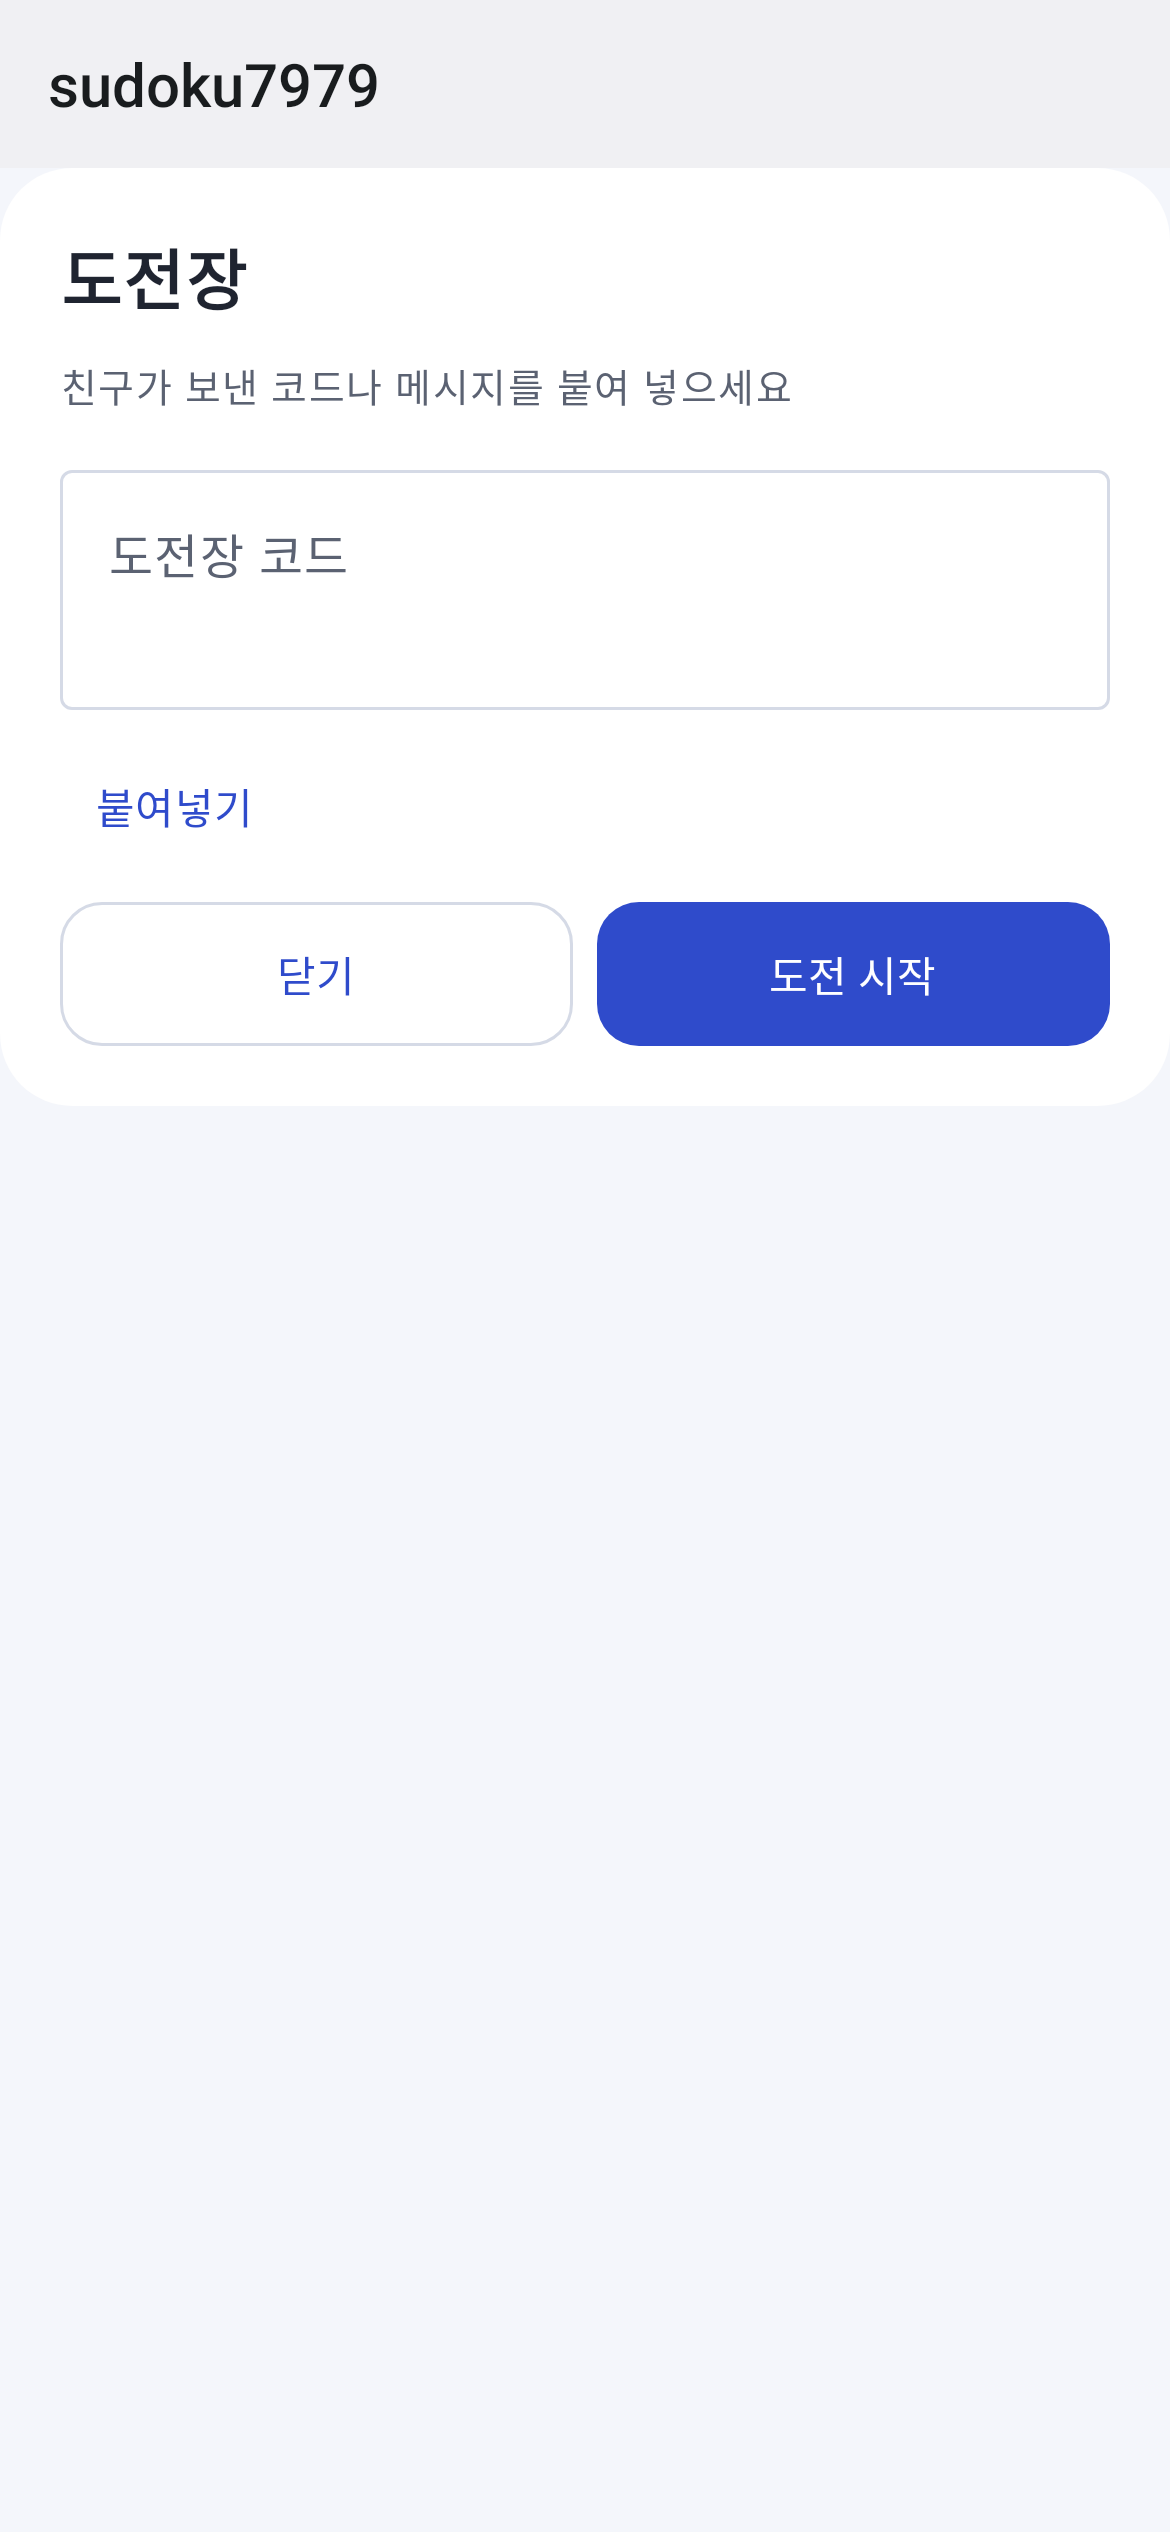 sudoku7979
도전장
친구가 보낸 코드나 메시지를 붙여 넣으세요
도전장 코드
붙여넣기
닫기
도전 시작